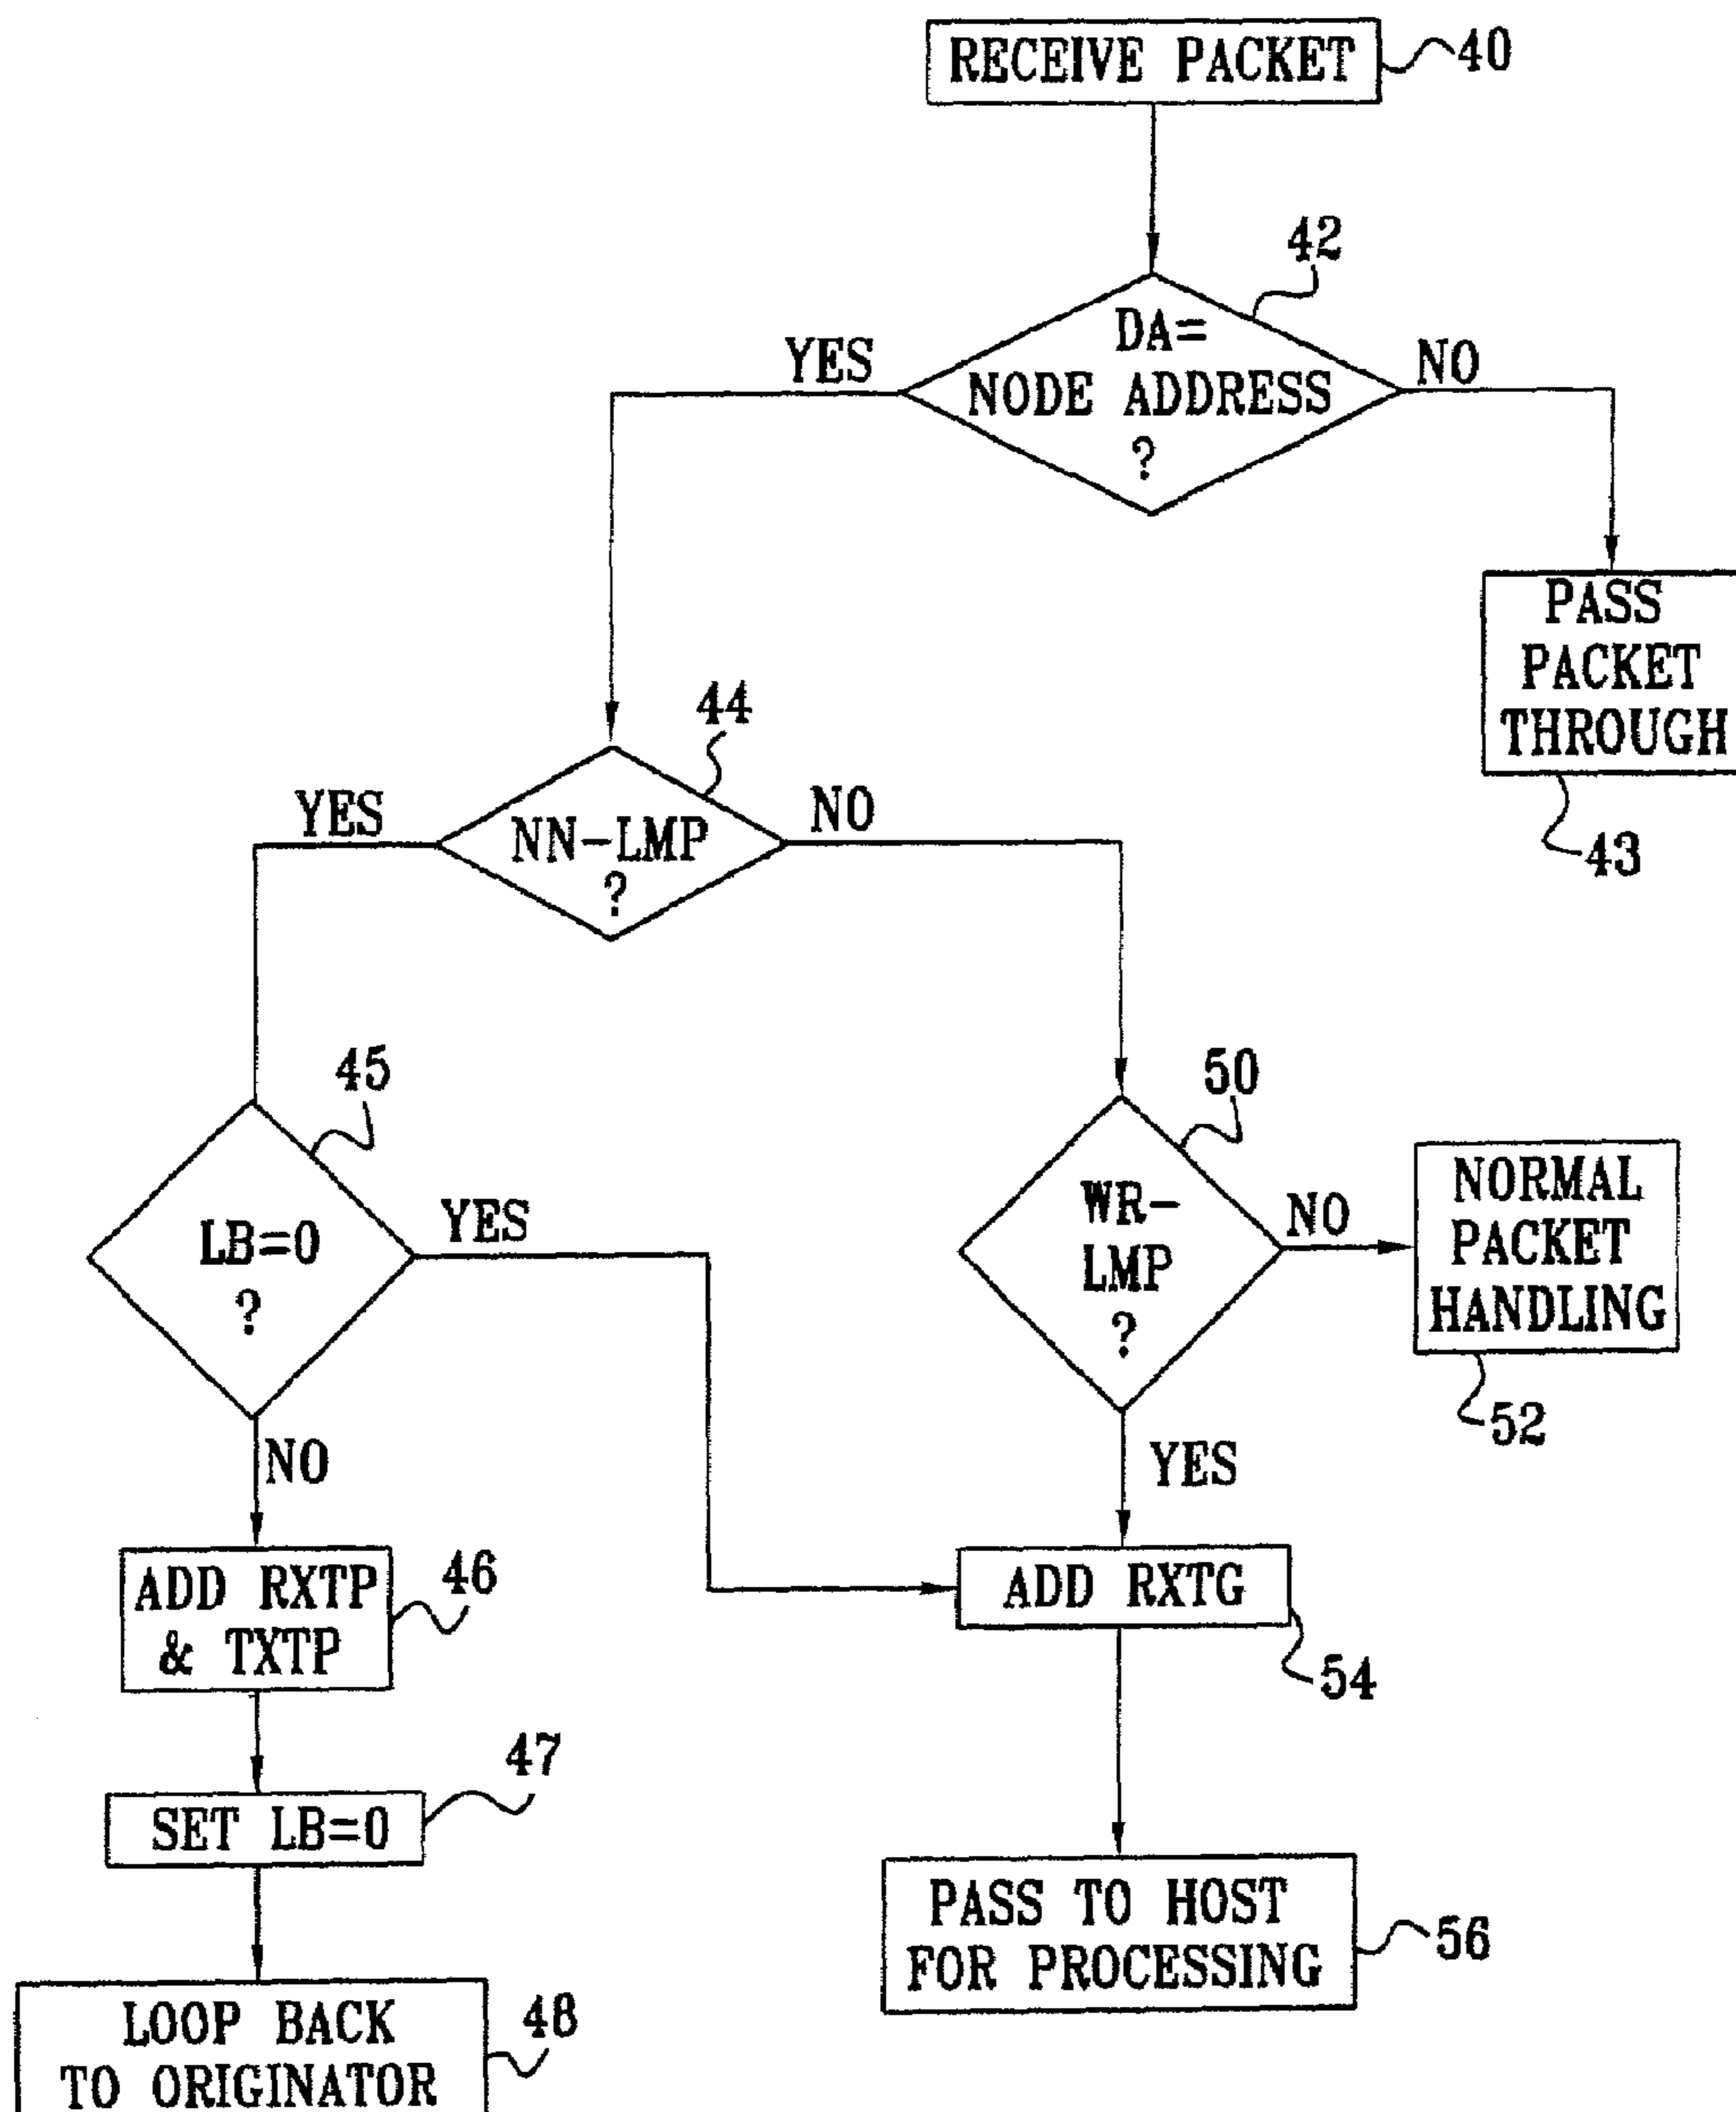 RECEIVE PACKET
40
42
DA=
NODE ADDRESS
?
YES
NO
PASS
PACKET
THROUGH
43
44
NN-LMP
?
YES
NO
45
LB=0
?
YES
NO
50
WR-
LMP
?
NO
YES
NORMAL
PACKET
HANDLING
52
ADD RXTP
& TXTP
46
ADD RXTG
54
47
SET LB=0
PASS TO HOST
FOR PROCESSING
56
LOOP BACK
TO ORIGINATOR
48